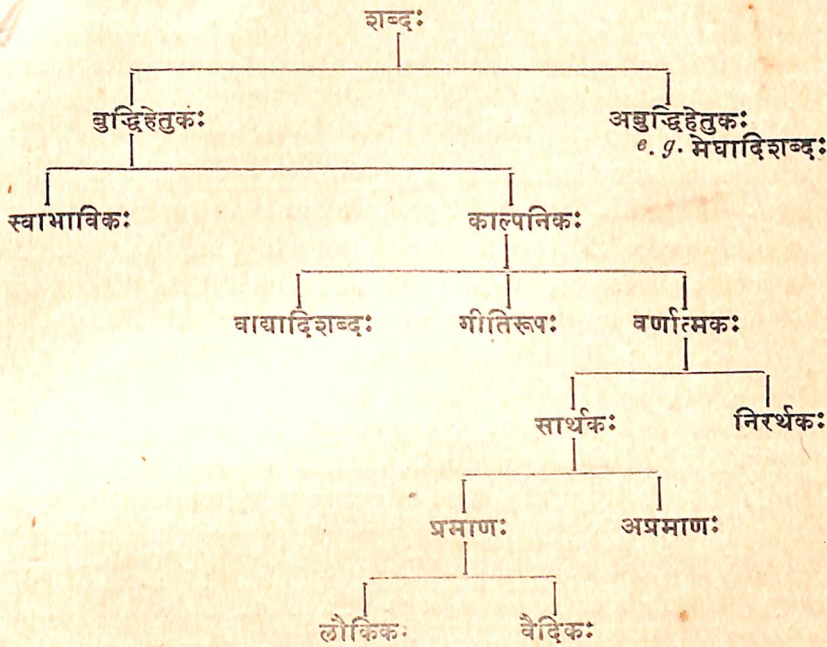 शब्दः
बुद्धिहेतुकः अबुद्धिहेतुकः
e. g. मेघादिशब्दः
स्वाभाविकः काल्पनिकः
वाद्यादिशब्दः गीतिरूपः वर्णात्मकः
सार्थकः निरर्थकः
प्रमाणः अप्रमाणः
लौकिकः वैदिकः